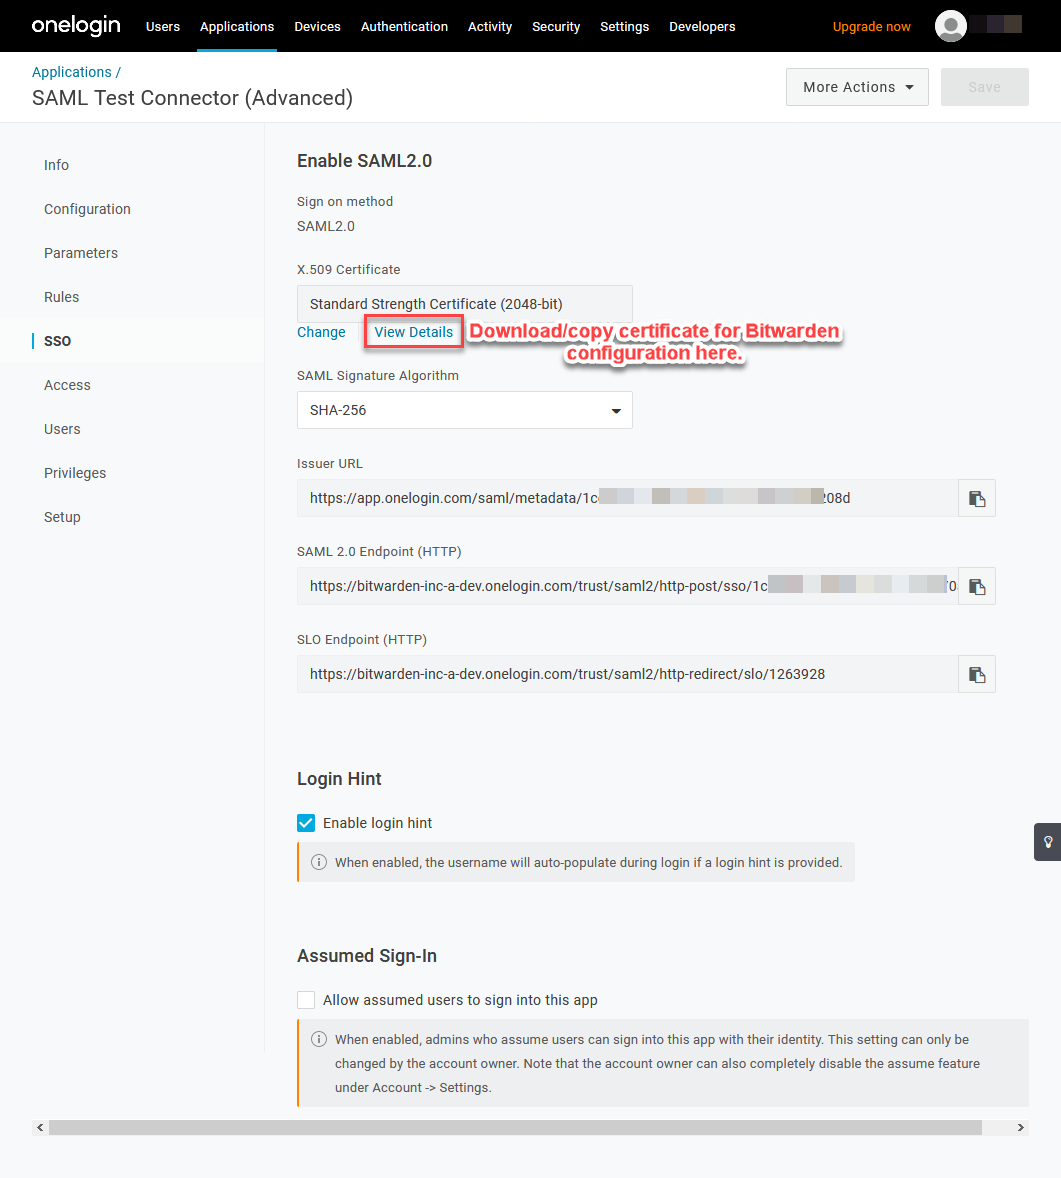 onelogin Users Applications Devices Authentication Activity Security Settings Developers Upgrade now
Applications /
SAML Test Connector (Advanced)
More Actions
Save
Info
Configuration
Parameters
Rules
SSO
Access
Users
Privileges
Setup
Enable SAML2.0
Sign on method
SAML2.0
X.509 Certificate
Standard Strength Certificate (2048-bit)
Change View Details
Download/copy certificate for Bitwarden
configuration here.
SAML Signature Algorithm
SHA-256
Issuer URL
https://app.onelogin.com/saml/metadata/1c 208d
SAML 2.0 Endpoint (HTTP)
https://bitwarden-inc-a-dev.onelogin.com/trust/saml2/http-post/sso/1c
SLO Endpoint (HTTP)
https://bitwarden-inc-a-dev.onelogin.com/trust/saml2/http-redirect/slo/1263928
Login Hint
Enable login hint
When enabled, the username will auto-populate during login if a login hint is provided.
Assumed Sign-In
Allow assumed users to sign into this app
When enabled, admins who assume users can sign into this app with their identity. This setting can only be
changed by the account owner. Note that the account owner can also completely disable the assume feature
under Account -> Settings.